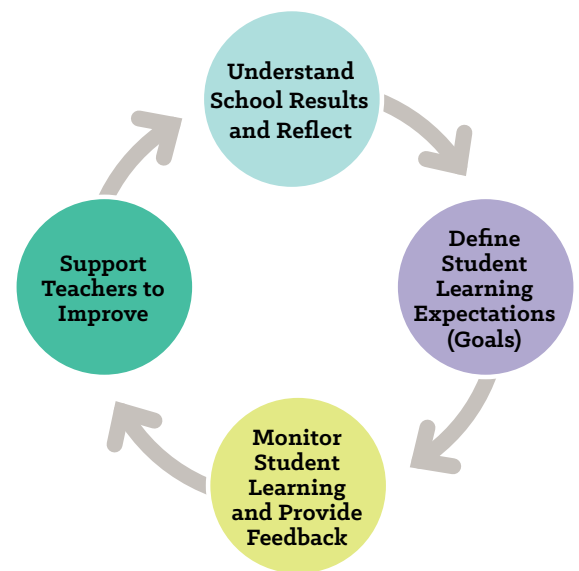 Understand
School Results
and Reflect
Define
Student
Learning
Expectations
(Goals)
Monitor
Student
Learning
and Provide
Feedback
Support
Teachers to
Improve